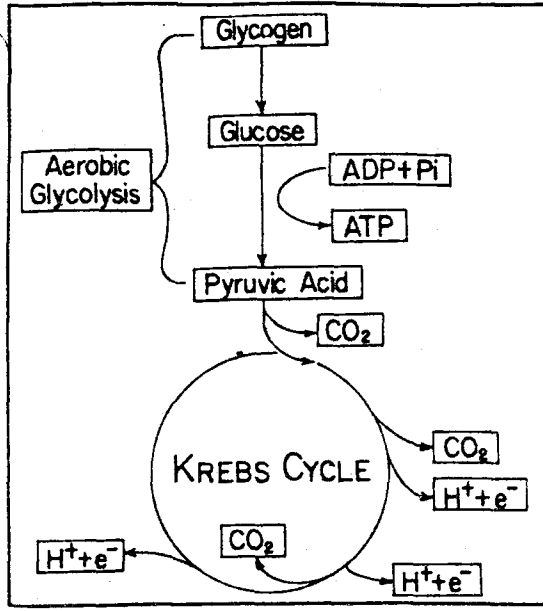 Glycogen
Glucose
Aerobic
Glycolysis
ADP+Pi
ATP
Pyruvic Acid
CO₂
KREBS CYCLE
CO₂
H⁺+e⁻
CO₂
H⁺+e⁻
H⁺+e⁻